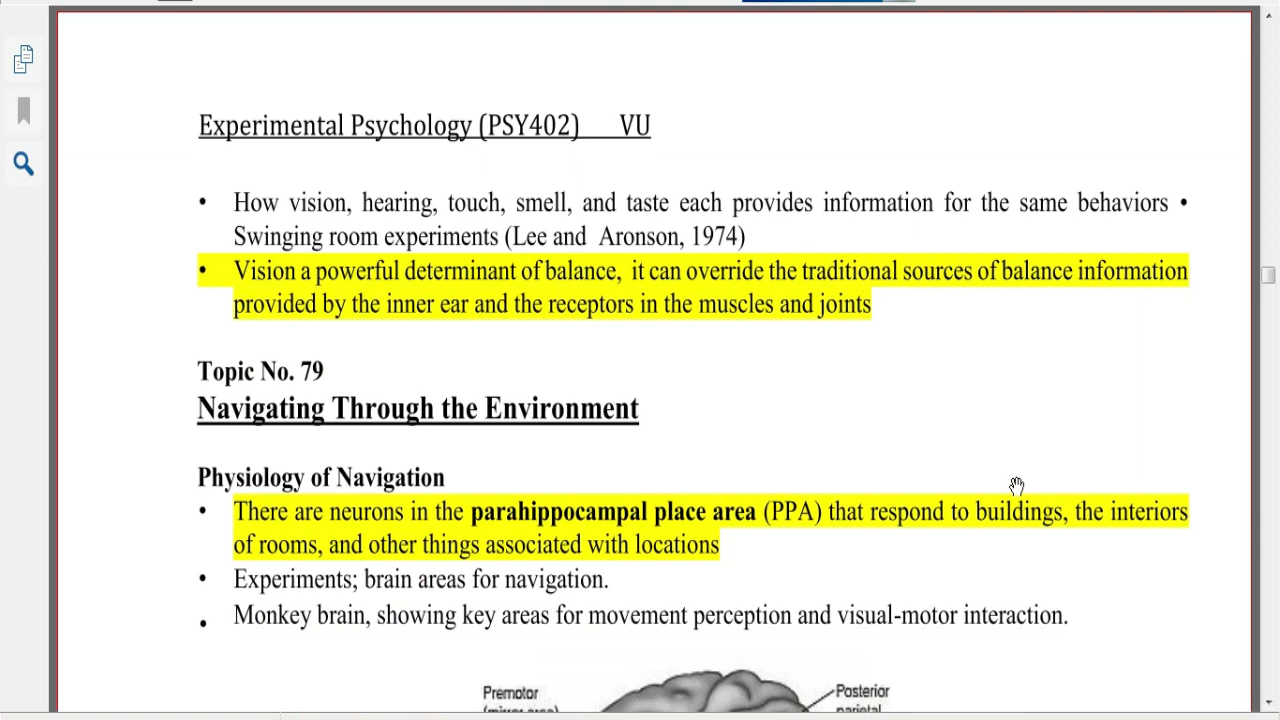 Experimental Psychology (PSY402) VU
• How vision, hearing, touch, smell, and taste each provides information for the same behaviors •
Swinging room experiments (Lee and Aronson, 1974)
• Vision a powerful determinant of balance, it can override the traditional sources of balance information
provided by the inner ear and the receptors in the muscles and joints
Topic No. 79
Navigating Through the Environment
Physiology of Navigation
• There are neurons in the parahippocampal place area (PPA) that respond to buildings, the interiors
of rooms, and other things associated with locations
• Experiments; brain areas for navigation.
• Monkey brain, showing key areas for movement perception and visual-motor interaction.
Premotor
Posterior